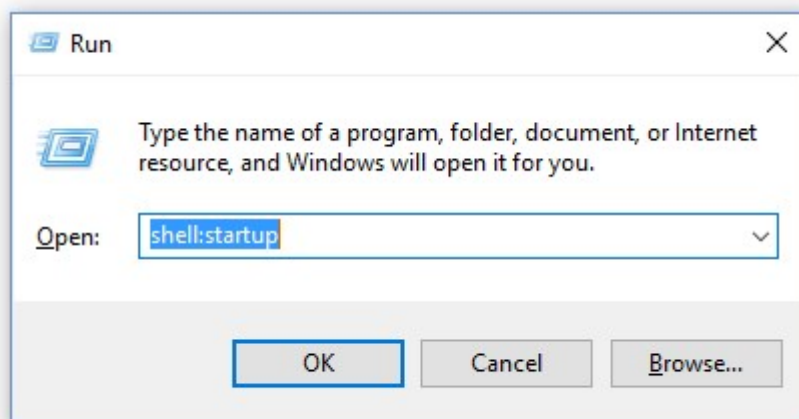 Run
Type the name of a program, folder, document, or Internet
resource, and Windows will open it for you.
Open: shell:startup
OK Cancel Browse...